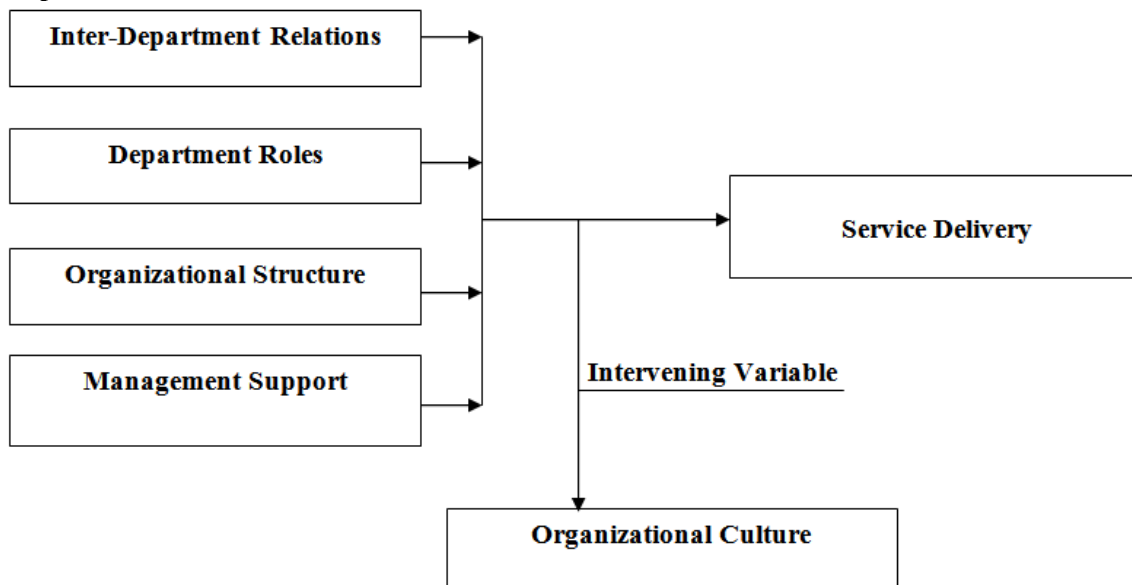 Inter-Department Relations
Department Roles
Organizational Structure
Management Support
Service Delivery
Intervening Variable
Organizational Culture